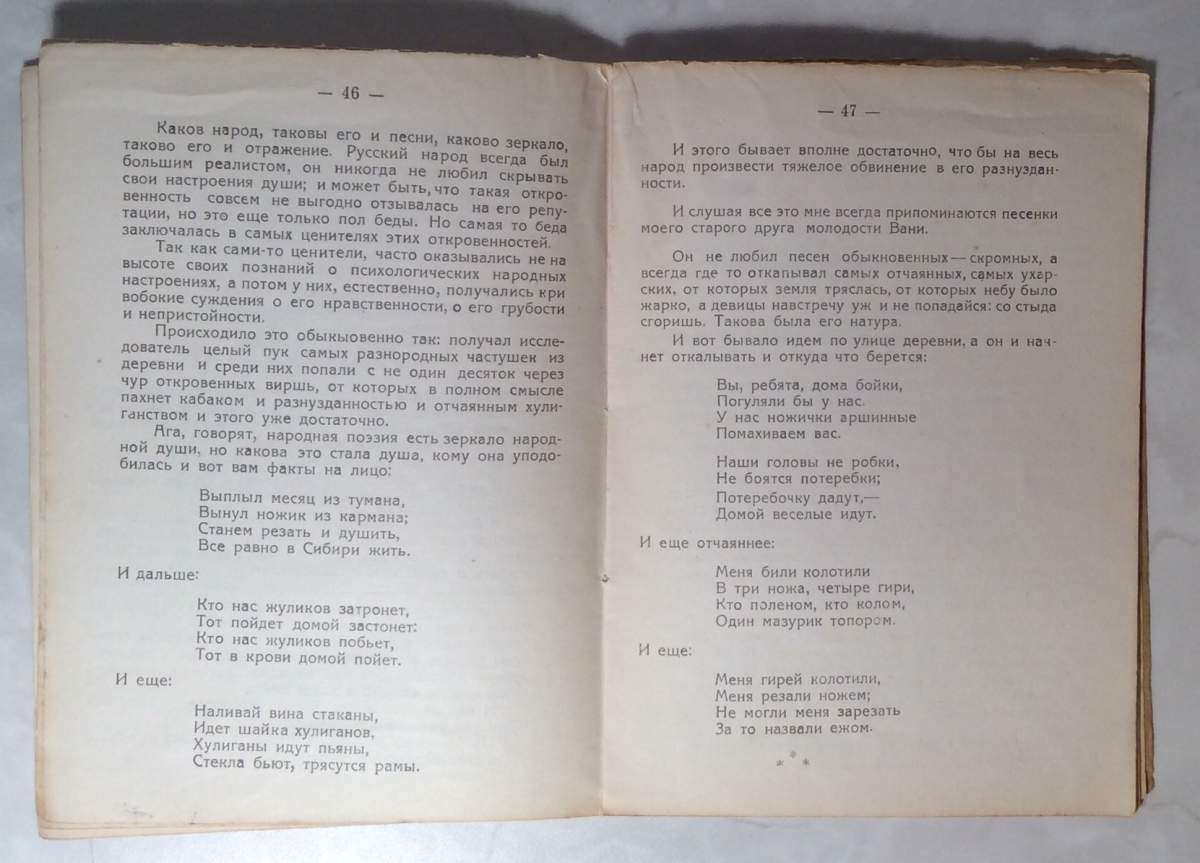 — 46 —
Каков народ, таковы его и песни, каково зеркало,
таково его и отражение. Русский народ всегда был
большим реалистом, он никогда не любил скрывать
свои настроения души; и может быть, что такая откро-
венность совсем не выгодно отзывалась на его репу-
тации, но это еще только пол беды. Но самая то беда
заключалась в самых ценителях этих откровенностей.
Так как сами-то ценители, часто оказывались не на
высоте своих познаний о психологических народных
настроениях, а потом у них, естественно, получались кри
вобокие суждения о его нравственности, о его грубости
и непристойности.
Происходило это обыкыовенно так: получал иссле-
дователь целый пук самых разнородных частушек из
деревни и среди них попали с не один десяток через
чур откровенных виршь, от которых в полном смысле
пахнет кабаком и разнузданностью и отчаянным хули-
ганством и этого уже достаточно.
Ага, говорят, народная поэзия есть зеркало народ-
ной души, но какова это стала душа, кому она уподо-
билась и вот вам факты на лицо:
Выплыл месяц из тумана,
Вынул ножик из кармана;
Станем резать и душить,
Все равно в Сибири жить.
И дальше:
Кто нас жуликов затронет,
Тот пойдет домой застонет:
Кто нас жуликов побьет,
Тот в крови домой пойет.
И еще:
Наливай вина стаканы,
Идет шайка хулиганов,
Хулиганы идут пьяны,
Стекла бьют, трясутся рамы.
— 47 —
И этого бывает вполне достаточно, что бы на весь
народ произвести тяжелое обвинение в его разнуздан-
ности.
И слушая все это мне всегда припоминаются песенки
моего старого друга молодости Вани.
Он не любил песен обыкновенных—скромных, а
всегда где то откапывал самых отчаянных, самых ухар-
ских, от которых земля тряслась, от которых небу было
жарко, а девицы навстречу уж и не попадайся: со стыда
сгоришь. Такова была его натура.
И вот бывало идем по улице деревни, а он и нач-
нет откалывать и откуда что берется:
Вы, ребята, дома бойки,
Погуляли бы у нас.
У нас ножички аршинные
Помахиваем вас.
Наши головы не робки,
Не боятся потеребки;
Потеребочку дадут,—
Домой веселые идут.
И еще отчаяннее:
Меня били колотили
В три ножа, четыре гири,
Кто поленом, кто колом,
Один мазурик топором.
И еще:
Меня гирей колотили,
Меня резали ножем;
Не могли меня зарезать
За то назвали ежом.
* * *